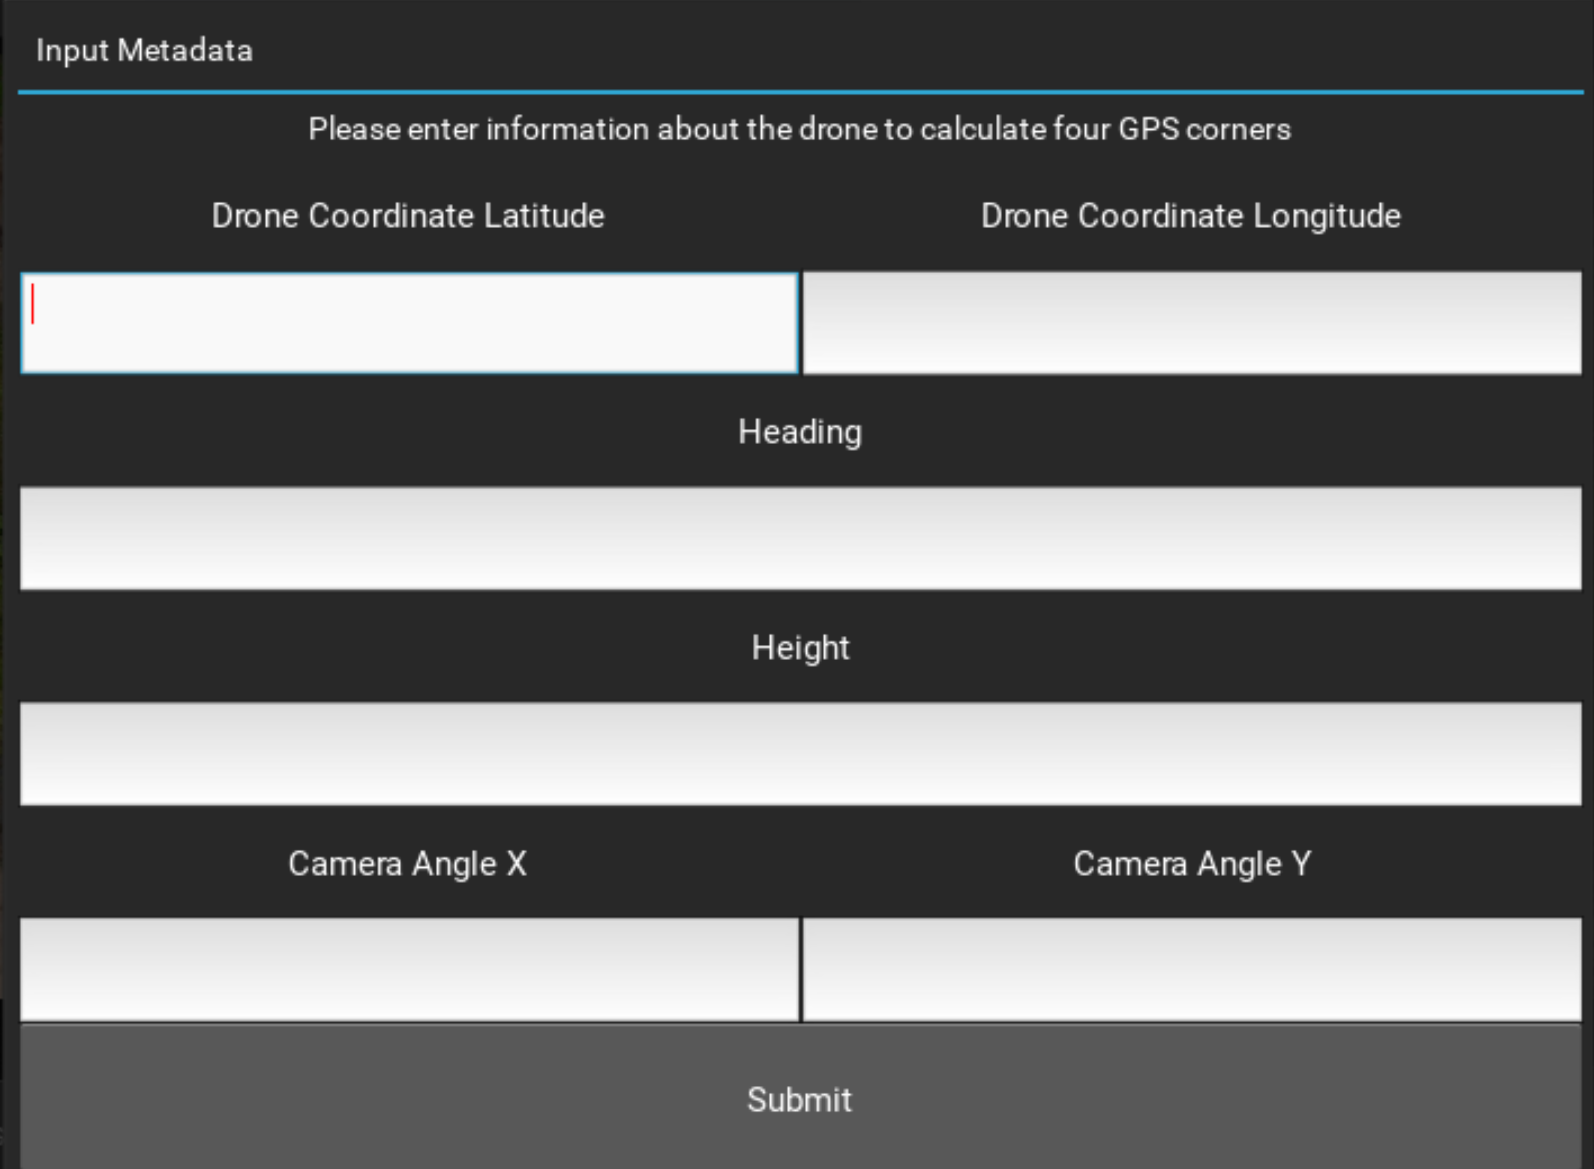 Input Metadata
Please enter information about the drone to calculate four GPS corners
Drone Coordinate Latitude
Drone Coordinate Longitude
Heading
Height
Camera Angle X
Camera Angle Y
Submit